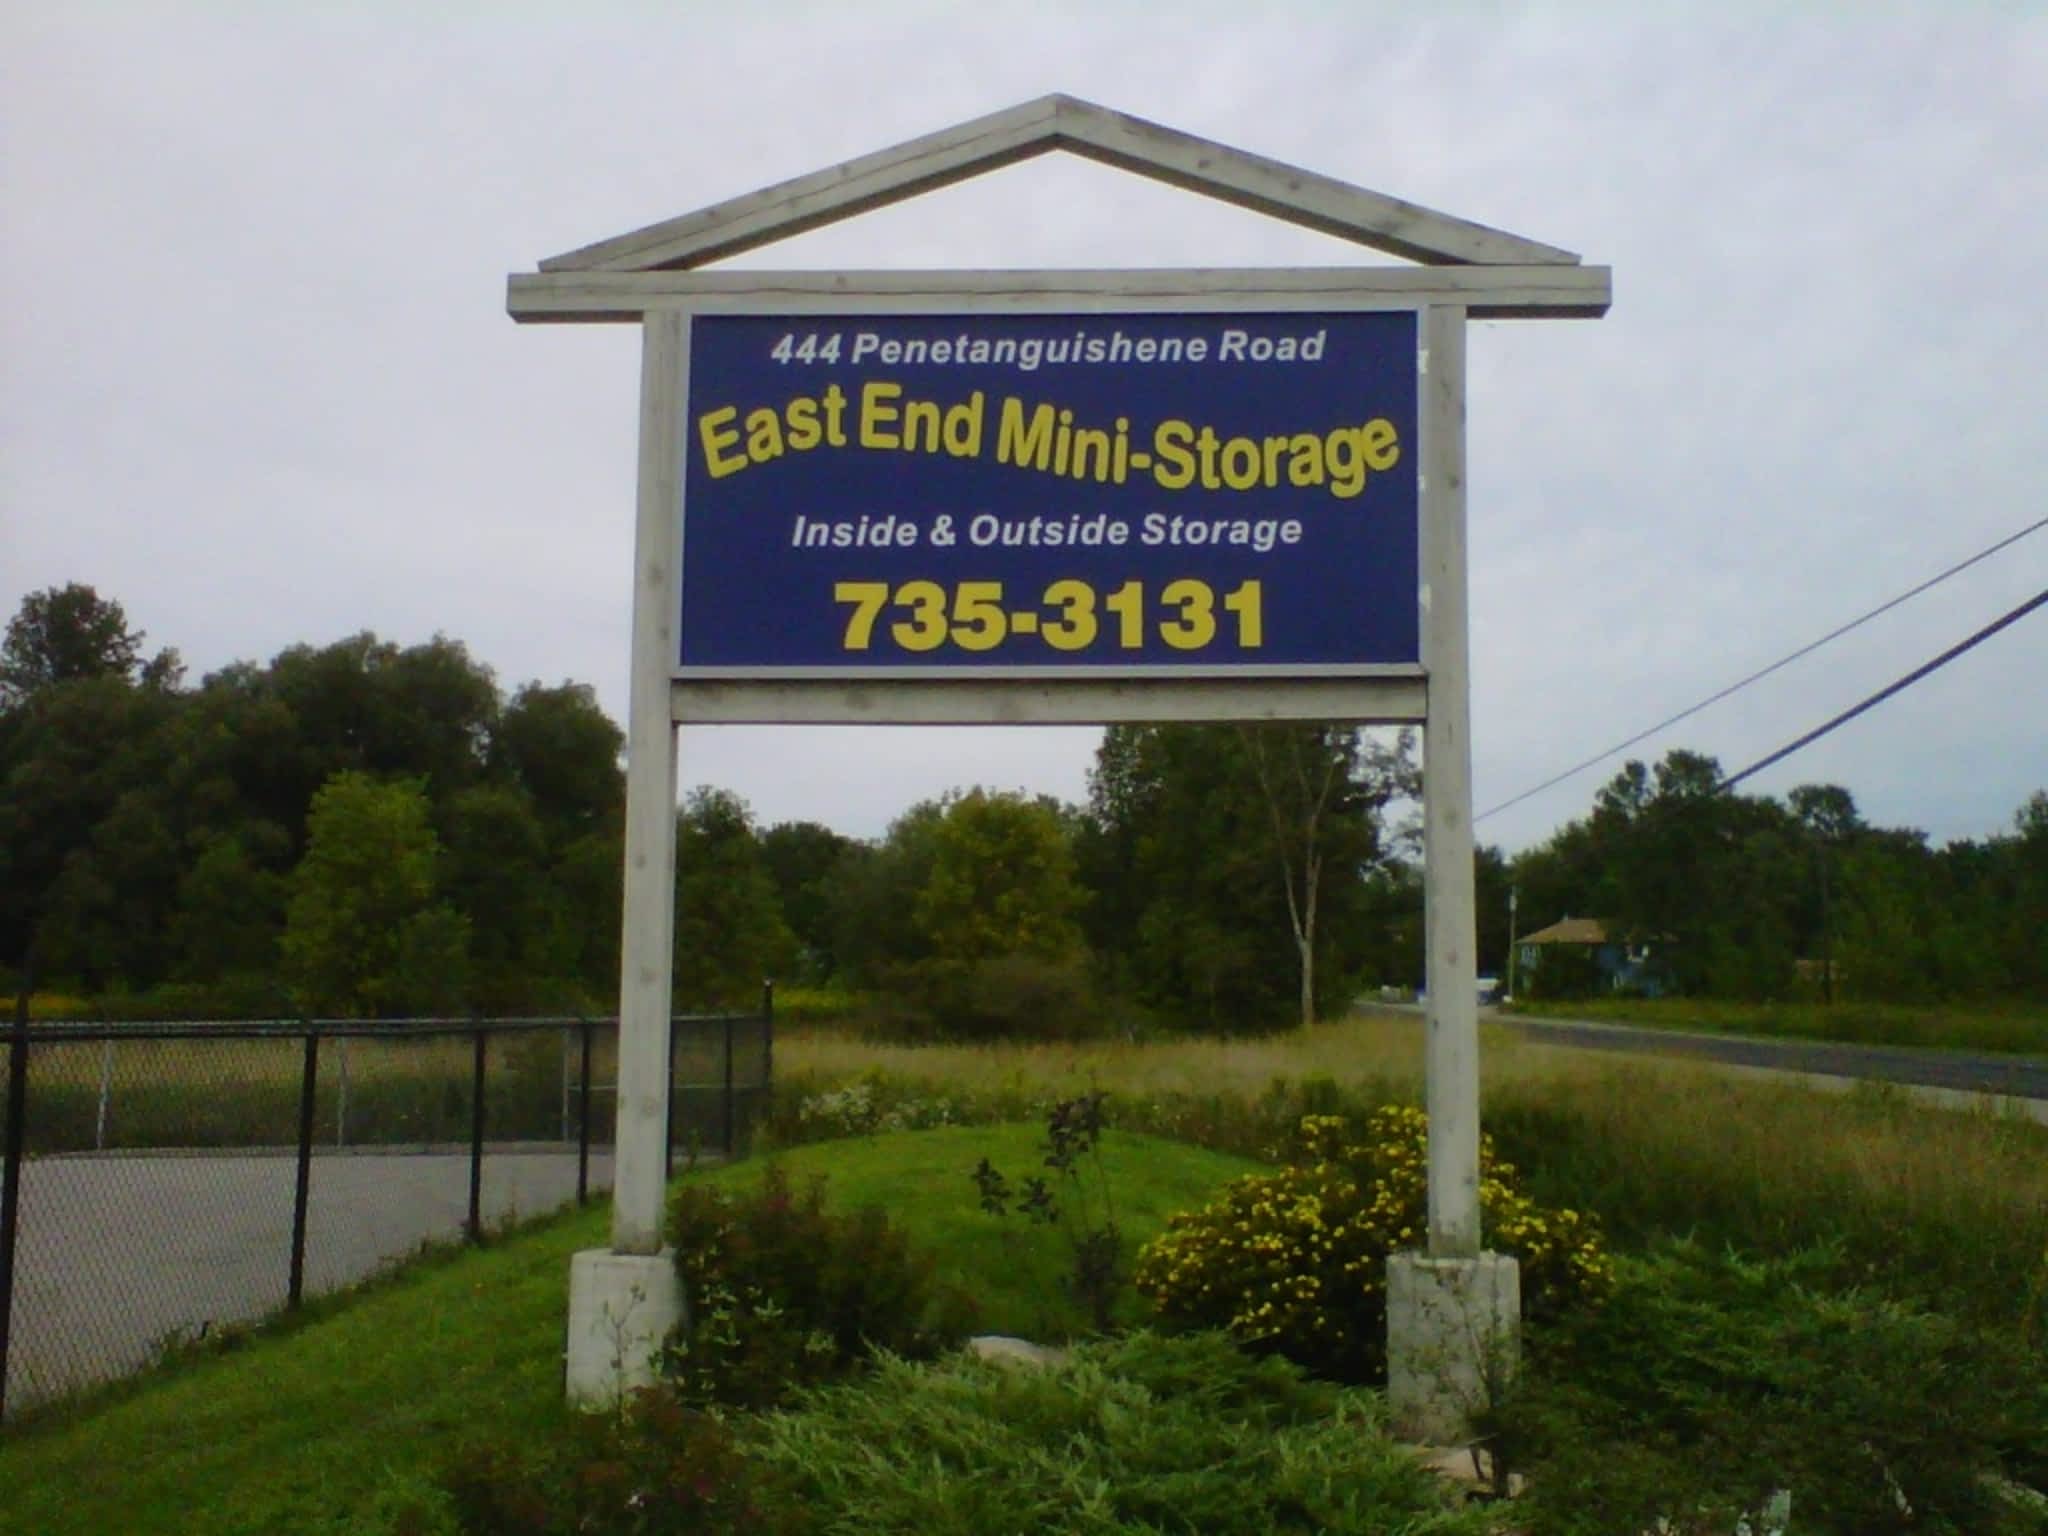 444 Penetanguishene Road
East End Mini-Storage
Inside & Outside Storage
735-3131